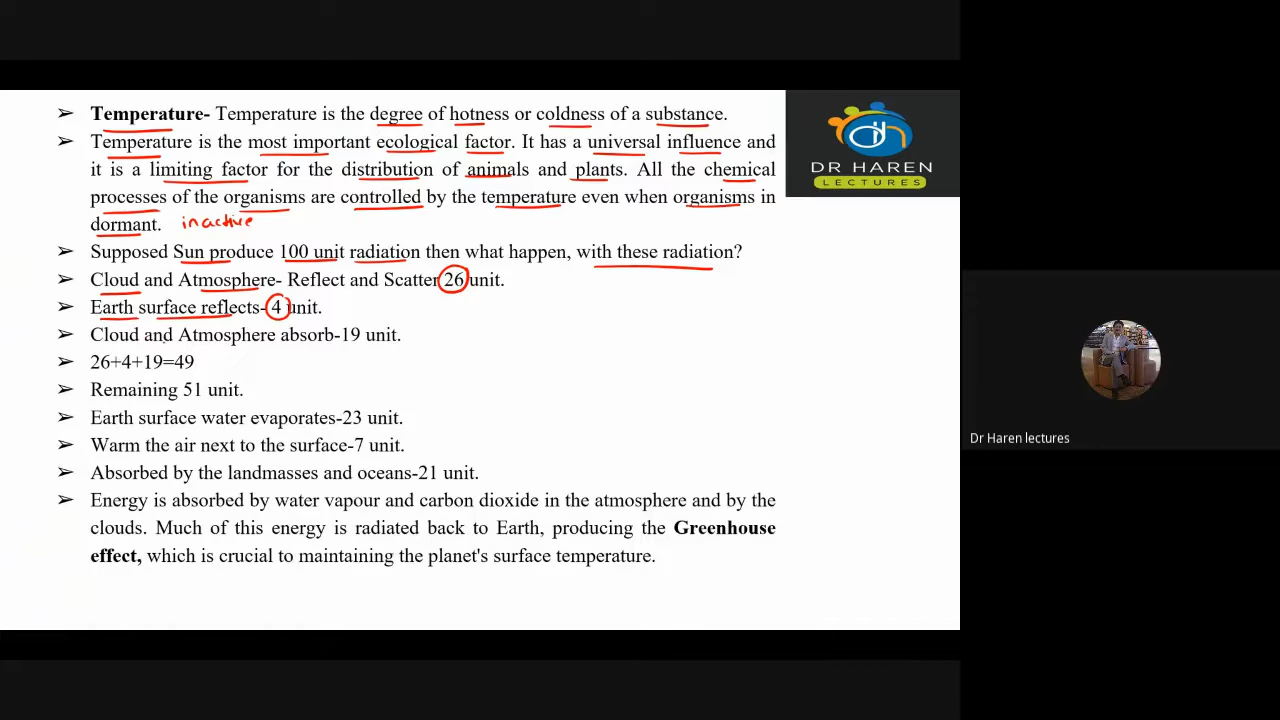 ➢ Temperature- Temperature is the degree of hotness or coldness of a substance.
➢ Temperature is the most important ecological factor. It has a universal influence and
it is a limiting factor for the distribution of animals and plants. All the chemical
processes of the organisms are controlled by the temperature even when organisms in
dormant. inactive
➢ Supposed Sun produce 100 unit radiation then what happen, with these radiation?
➢ Cloud and Atmosphere- Reflect and Scatter 26 unit.
➢ Earth surface reflects- 4 unit.
➢ Cloud and Atmosphere absorb-19 unit.
➢ 26+4+19=49
➢ Remaining 51 unit.
➢ Earth surface water evaporates-23 unit.
➢ Warm the air next to the surface-7 unit.
➢ Absorbed by the landmasses and oceans-21 unit.
➢ Energy is absorbed by water vapour and carbon dioxide in the atmosphere and by the
clouds. Much of this energy is radiated back to Earth, producing the Greenhouse
effect, which is crucial to maintaining the planet's surface temperature.
DR HAREN
LECTURES
Dr Haren lectures